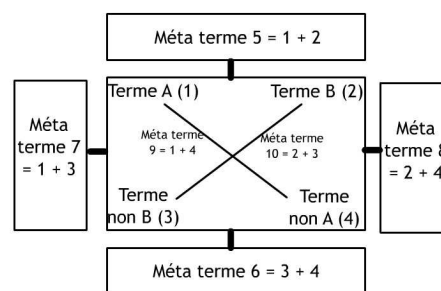 Méta terme 5 = 1 + 2
Terme A (1)
Terme B (2)
Méta
terme 7
= 1 + 3
Méta terme
9 = 1 + 4
Méta terme
10 = 2 + 3
Méta
terme 8
= 2 + 4
Terme
non B (3)
Terme
non A (4)
Méta terme 6 = 3 + 4